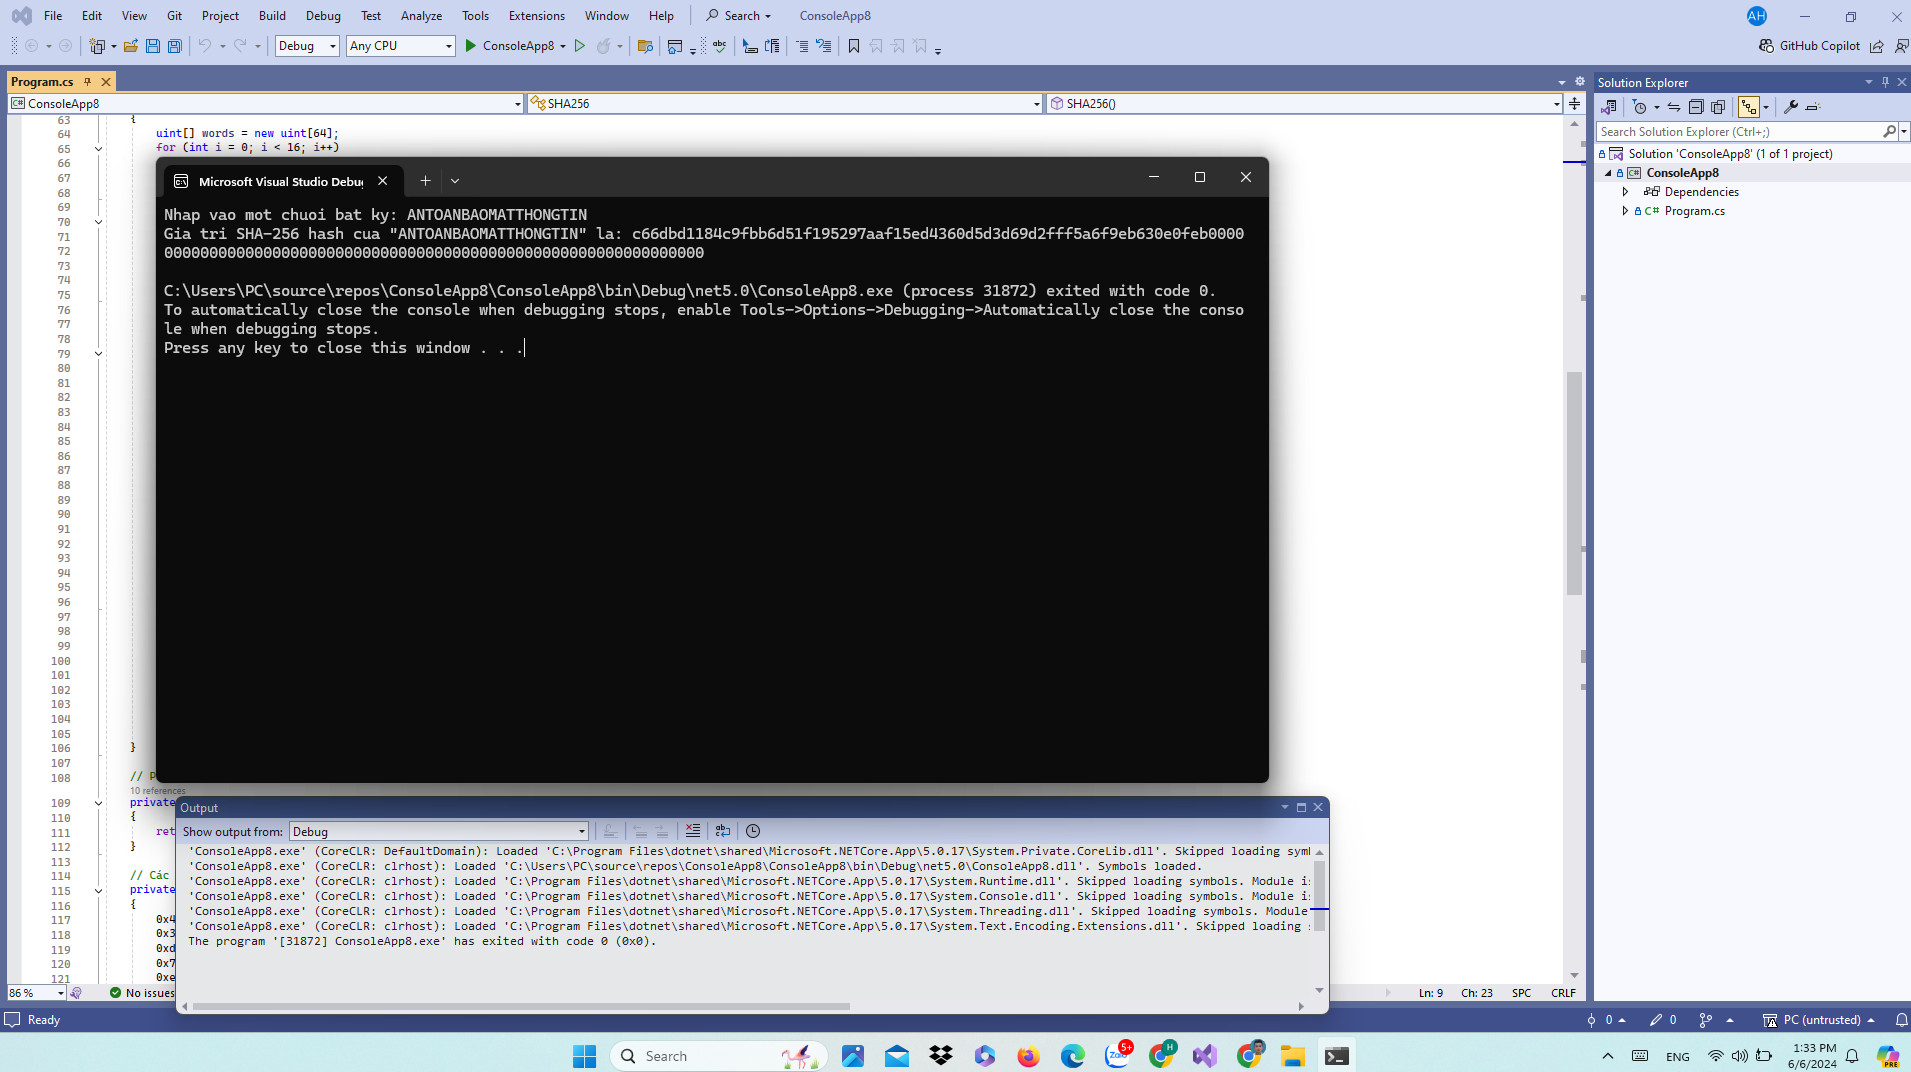 File Edit View Git Project Build Debug Test Analyze Tools Extensions Window Help Search ConsoleApp8 AH
Debug Any CPU ConsoleApp8 GitHub Copilot
Program.cs
ConsoleApp8 SHA256 SHA256()
63 {
64 uint[] words = new uint[64];
65 for (int i = 0; i < 16; i++)
66
67
68
69
70
71
72
73
74
75
76
77
78
79
80
81
82
83
84
85
86
87
88
89
90
91
92
93
94
95
96
97
98
99
100
101
102
103
104
105
106 }
107
108 // P
10 references
109 private
110 {
111 ret
112 }
113
114 // Các
115 private
116 {
117 0x4
118 0x3
119 0xd
120 0x7
121 0xe
Microsoft Visual Studio Debug
Nhap vao mot chuoi bat ky: ANTOANBAOMATTHONGTIN
Gia tri SHA-256 hash cua "ANTOANBAOMATTHONGTIN" la: c66dbd1184c9fbb6d51f195297aaf15ed4360d5d3d69d2fff5a6f9eb630e0feb0000
000000000000000000000000000000000000000000000000000000000000
C:\Users\PC\source\repos\ConsoleApp8\ConsoleApp8\bin\Debug\net5.0\ConsoleApp8.exe (process 31872) exited with code 0.
To automatically close the console when debugging stops, enable Tools->Options->Debugging->Automatically close the conso
le when debugging stops.
Press any key to close this window . . .
Output
Show output from: Debug
'ConsoleApp8.exe' (CoreCLR: DefaultDomain): Loaded 'C:\Program Files\dotnet\shared\Microsoft.NETCore.App\5.0.17\System.Private.CoreLib.dll'. Skipped loading sym
'ConsoleApp8.exe' (CoreCLR: clrhost): Loaded 'C:\Users\PC\source\repos\ConsoleApp8\ConsoleApp8\bin\Debug\net5.0\ConsoleApp8.dll'. Symbols loaded.
'ConsoleApp8.exe' (CoreCLR: clrhost): Loaded 'C:\Program Files\dotnet\shared\Microsoft.NETCore.App\5.0.17\System.Runtime.dll'. Skipped loading symbols. Module i
'ConsoleApp8.exe' (CoreCLR: clrhost): Loaded 'C:\Program Files\dotnet\shared\Microsoft.NETCore.App\5.0.17\System.Console.dll'. Skipped loading symbols. Module i
'ConsoleApp8.exe' (CoreCLR: clrhost): Loaded 'C:\Program Files\dotnet\shared\Microsoft.NETCore.App\5.0.17\System.Threading.dll'. Skipped loading symbols. Module
'ConsoleApp8.exe' (CoreCLR: clrhost): Loaded 'C:\Program Files\dotnet\shared\Microsoft.NETCore.App\5.0.17\System.Text.Encoding.Extensions.dll'. Skipped loading
The program '[31872] ConsoleApp8.exe' has exited with code 0 (0x0).
Solution Explorer
Search Solution Explorer (Ctrl+;)
Solution 'ConsoleApp8' (1 of 1 project)
ConsoleApp8
Dependencies
C# Program.cs
86 % No issues Ln: 9 Ch: 23 SPC CRLF
Ready 0 0 PC (untrusted)
Search Zalo 5+ H ENG 1:33 PM
6/6/2024 PRE